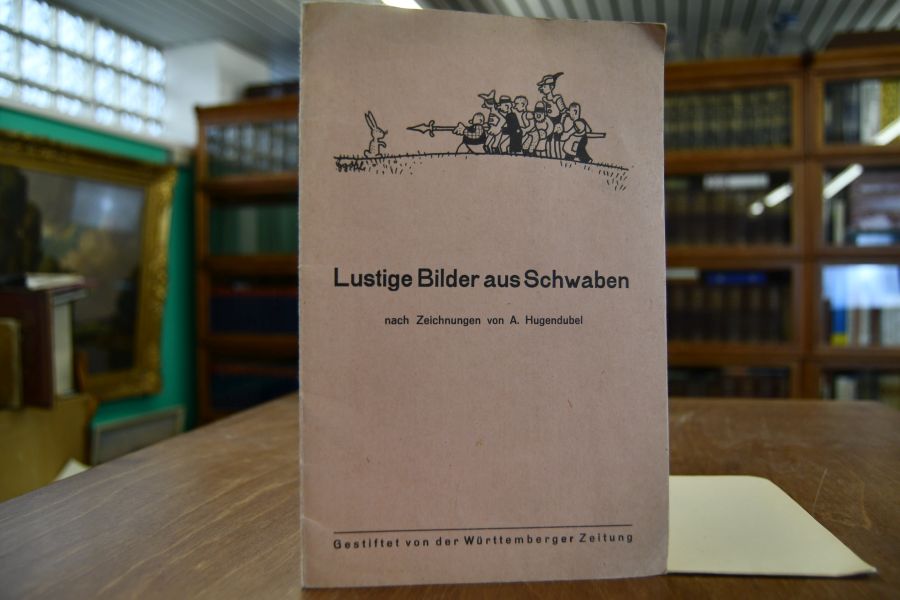 Lustige Bilder aus Schwaben
nach Zeichnungen von A. Hugendubel
Gestiftet von der Württemberger Zeitung